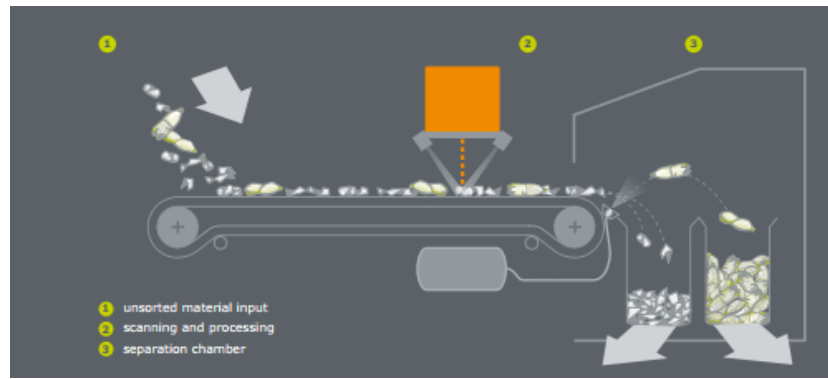 1
2
3
1 unsorted material input
2 scanning and processing
3 separation chamber